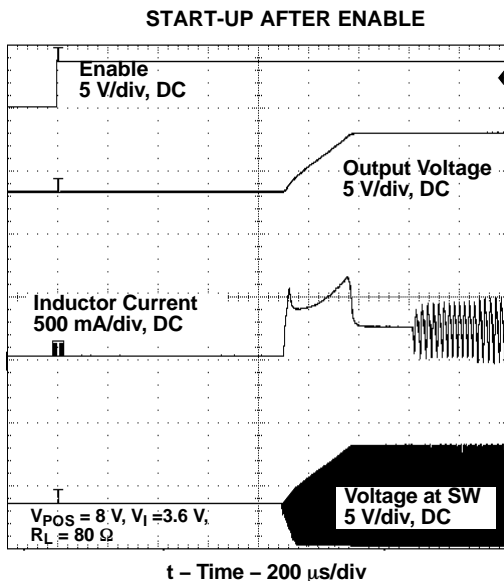 START-UP AFTER ENABLE
T
Enable
5 V/div, DC
Output Voltage
5 V/div, DC
T
Inductor Current
500 mA/div, DC
T
Voltage at SW
5 V/div, DC
T
VPOS = 8 V, VI =3.6 V,
RL = 80 Ω
t – Time – 200 µs/div